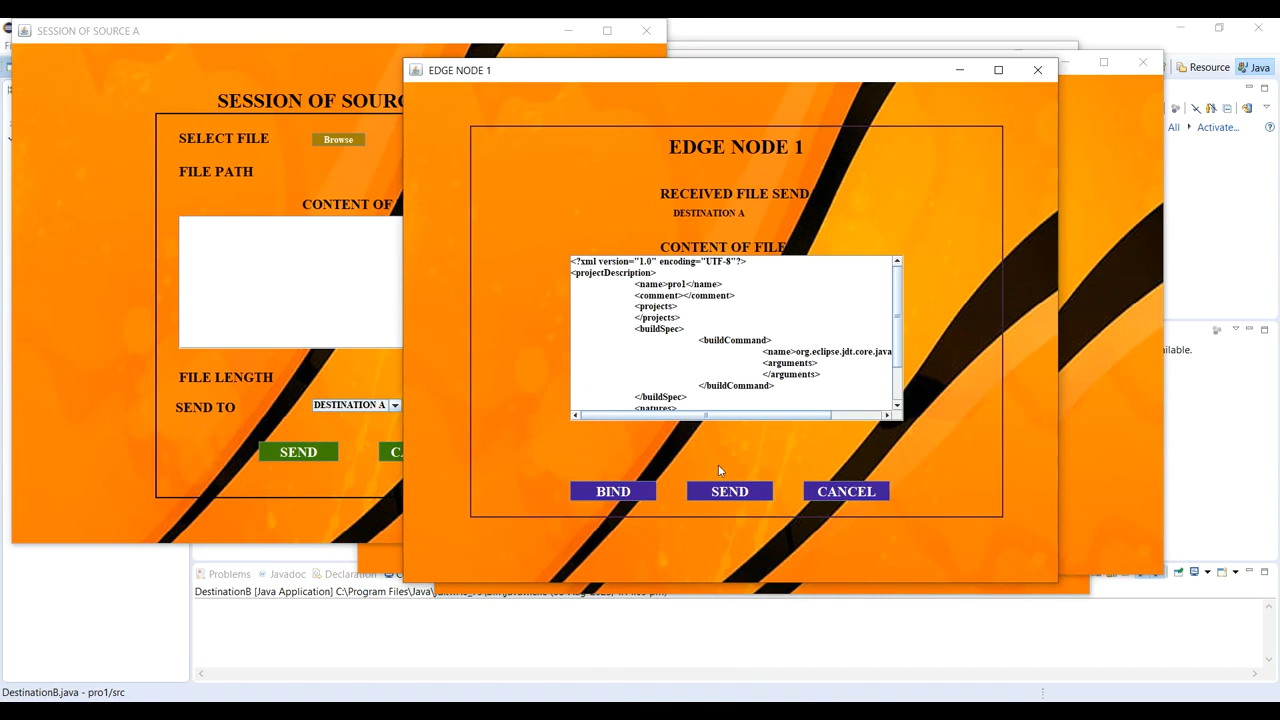 SESSION OF SOURCE A
EDGE NODE 1
Resource
Java
SESSION OF SOURC
SELECT FILE
Browse
FILE PATH
CONTENT OF
FILE LENGTH
SEND TO
DESTINATION A
SEND
EDGE NODE 1
RECEIVED FILE SEND
DESTINATION A
CONTENT OF FILE
<?xml version="1.0" encoding="UTF-8"?>
<projectDescription>
<name>pro1</name>
<comment></comment>
<projects>
</projects>
<buildSpec>
<buildCommand>
<name>org.eclipse.jdt.core.java
<arguments>
</arguments>
</buildCommand>
</buildSpec>
<natures>
BIND
SEND
CANCEL
All
Activate...
ilable.
Problems
Javadoc
Declaration
DestinationB [Java Application] C:\Program Files\Java\
DestinationB.java - pro1/src